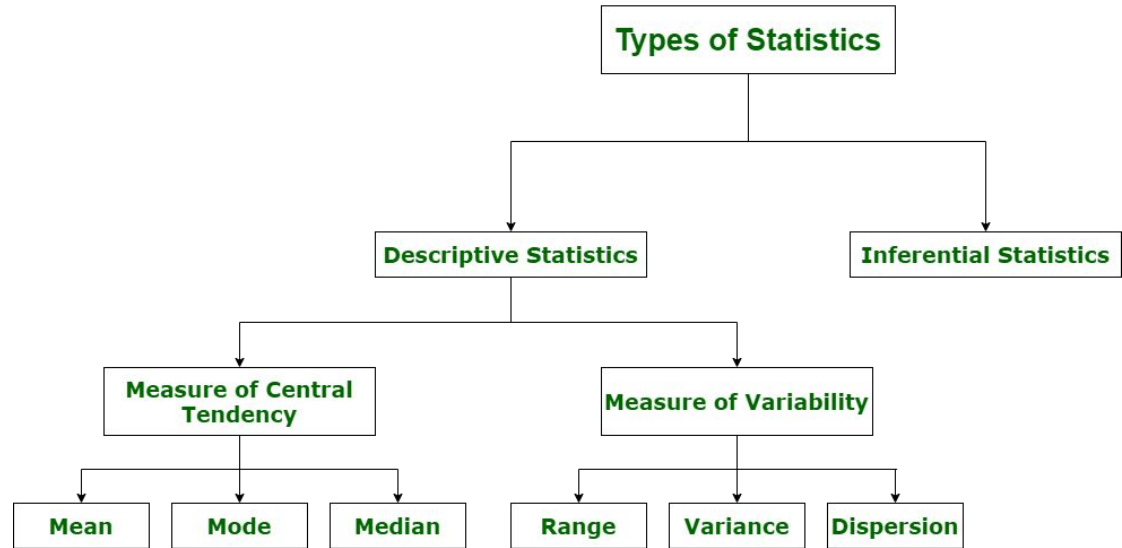 Types of Statistics
Descriptive Statistics
Inferential Statistics
Measure of Central
Tendency
Measure of Variability
Mean
Mode
Median
Range
Variance
Dispersion